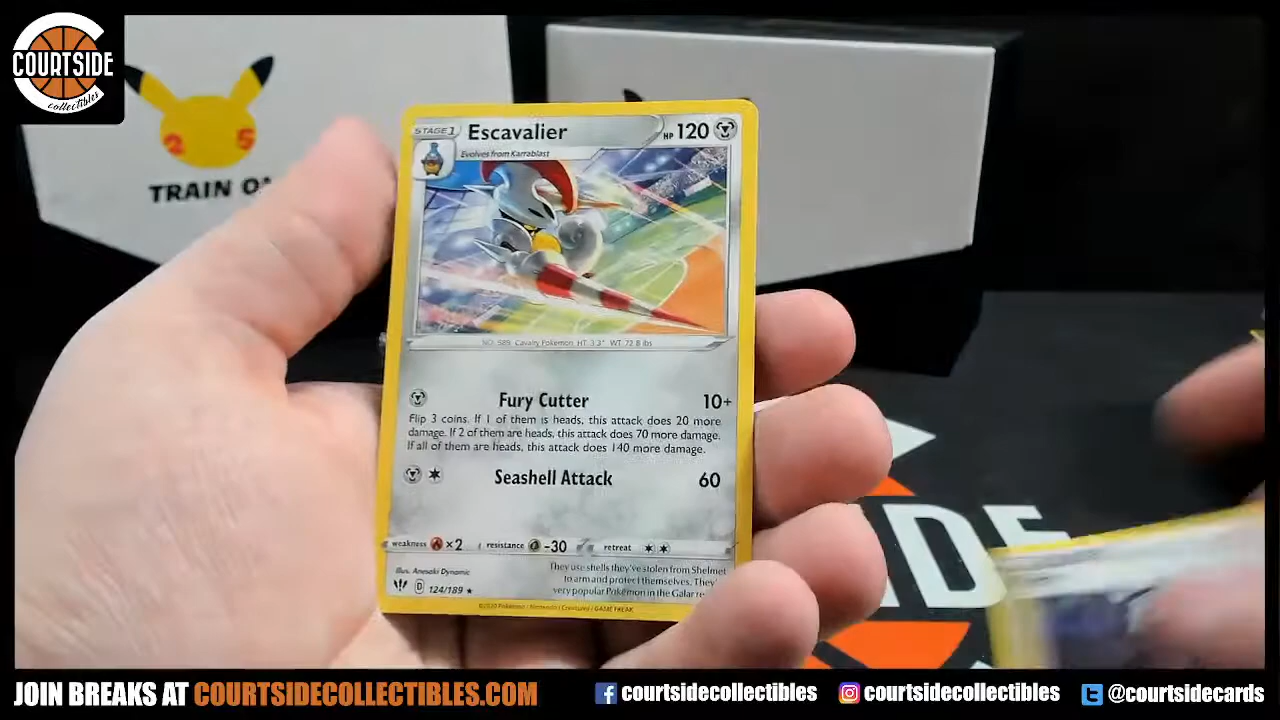 COURTSIDE
collectibles
25
TRAIN O
STAGE 1 Escavalier HP 120
Evolves from Karrablast
NO. 589 Cavalry Pokémon HT: 3'3" WT: 72.8 lbs
Fury Cutter 10+
Flip 3 coins. If 1 of them is heads, this attack does 20 more
damage. If 2 of them are heads, this attack does 70 more damage.
If all of them are heads, this attack does 140 more damage.
Seashell Attack 60
weakness ×2 resistance -30 retreat
Illus. Anesaki Dynamic
D 124/189 ★
They use shells they've stolen from Shelmet
to arm and protect themselves. They'
very popular Pokémon in the Galar re
©2020 Pokémon / Nintendo / Creatures / GAME FREAK
IDE
JOIN BREAKS AT COURTSIDECOLLECTIBLES.COM
courtsidecollectibles courtsidecollectibles @courtsidecards